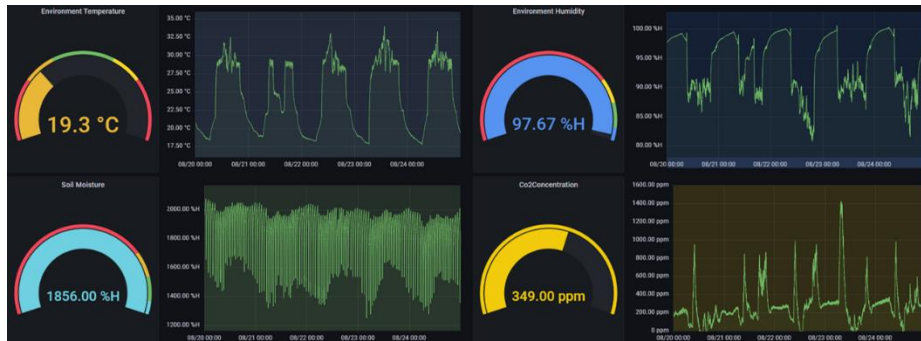 Environment Temperature
19.3 °C
35.00 °C
32.50 °C
30.00 °C
27.50 °C
25.00 °C
22.50 °C
20.00 °C
17.50 °C
08/20 00:00 08/21 00:00 08/22 00:00 08/23 00:00 08/24 00:00
Environment Humidity
97.67 %H
100.00 %H
95.00 %H
90.00 %H
85.00 %H
80.00 %H
08/20 00:00 08/21 00:00 08/22 00:00 08/23 00:00 08/24 00:00
Soil Moisture
1856.00 %H
2000.00 %H
1800.00 %H
1600.00 %H
1400.00 %H
1200.00 %H
08/20 00:00 08/21 00:00 08/22 00:00 08/23 00:00 08/24 00:00
Co2Concentration
349.00 ppm
1600.00 ppm
1400.00 ppm
1200.00 ppm
1000.00 ppm
800.00 ppm
600.00 ppm
400.00 ppm
200.00 ppm
0 ppm
08/20 00:00 08/21 00:00 08/22 00:00 08/23 00:00 08/24 00:00